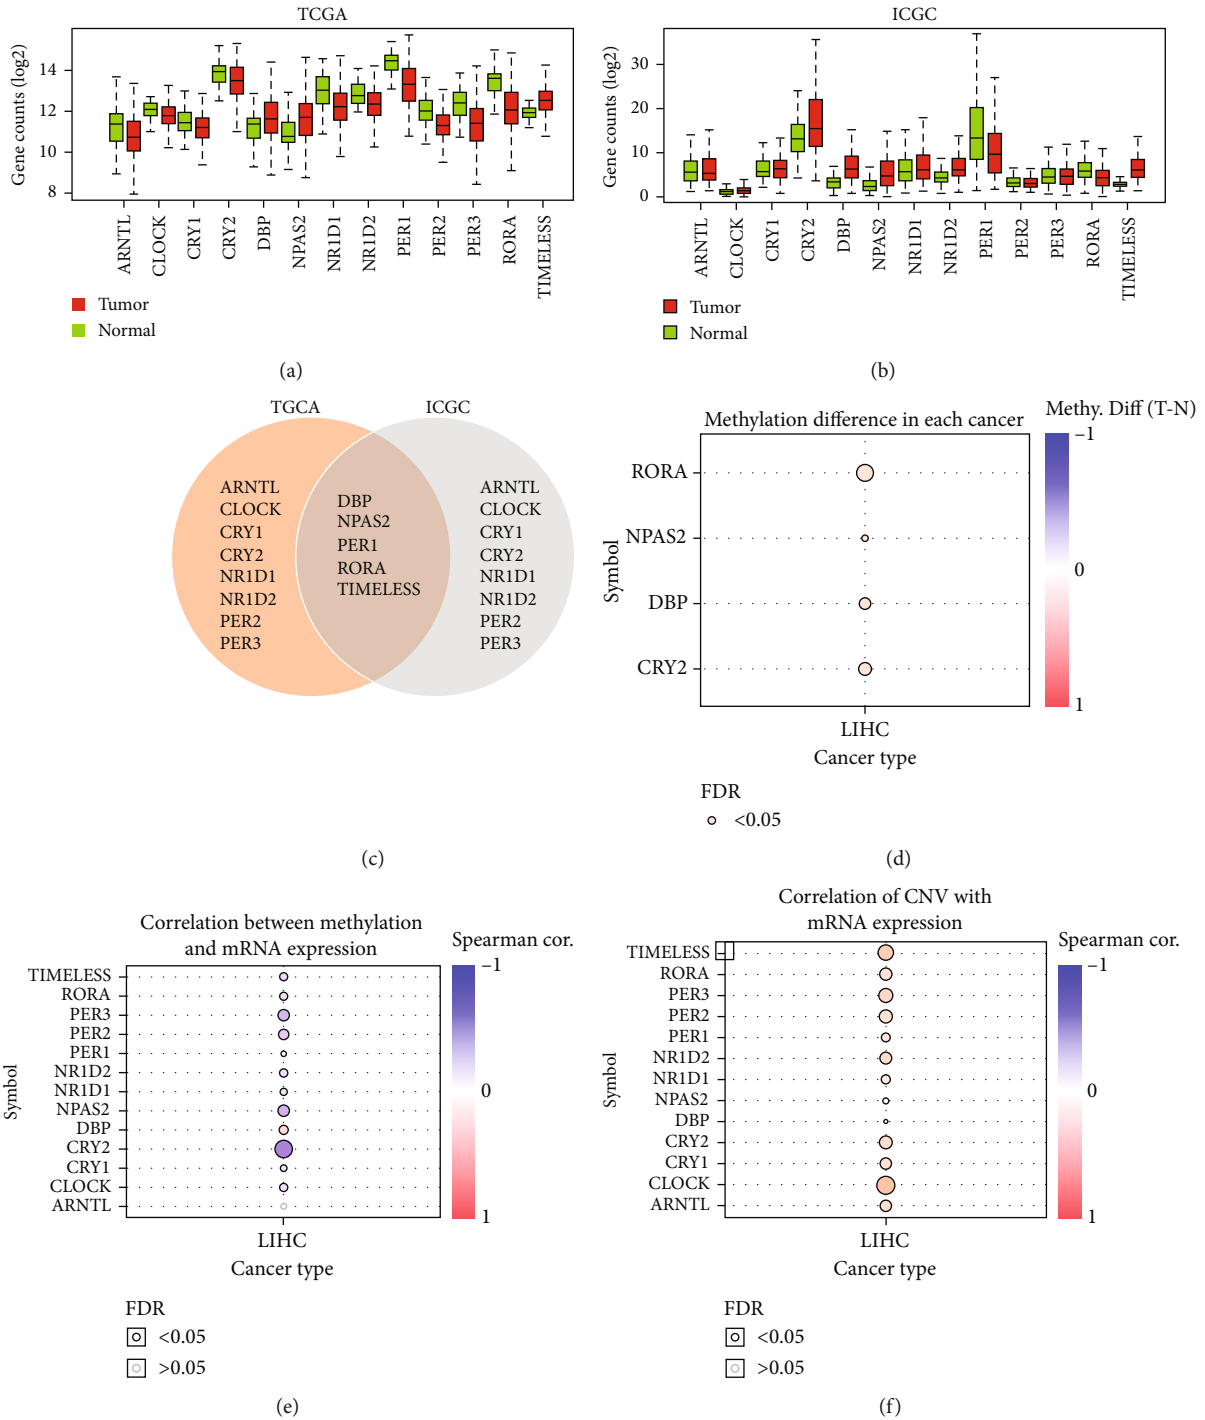 TCGA
Gene counts (log2)
14
12
10
8
ARNTL
CLOCK
CRY1
CRY2
DBP
NPAS2
NR1D1
NR1D2
PER1
PER2
PER3
RORA
TIMELESS
Tumor
Normal
(a)
ICGC
Gene counts (log2)
30
20
10
0
ARNTL
CLOCK
CRY1
CRY2
DBP
NPAS2
NR1D1
NR1D2
PER1
PER2
PER3
RORA
TIMELESS
Tumor
Normal
(b)
TGCA
ICGC
ARNTL
CLOCK
CRY1
CRY2
NR1D1
NR1D2
PER2
PER3
DBP
NPAS2
PER1
RORA
TIMELESS
ARNTL
CLOCK
CRY1
CRY2
NR1D1
NR1D2
PER2
PER3
(c)
Methylation difference in each cancer
Symbol
RORA
NPAS2
DBP
CRY2
LIHC
Cancer type
Methy. Diff (T-N)
−1
0
1
FDR
<0.05
(d)
Correlation between methylation
and mRNA expression
Symbol
TIMELESS
RORA
PER3
PER2
PER1
NR1D2
NR1D1
NPAS2
DBP
CRY2
CRY1
CLOCK
ARNTL
LIHC
Cancer type
Spearman cor.
−1
0
1
FDR
<0.05
>0.05
(e)
Correlation of CNV with
mRNA expression
Symbol
TIMELESS
RORA
PER3
PER2
PER1
NR1D2
NR1D1
NPAS2
DBP
CRY2
CRY1
CLOCK
ARNTL
LIHC
Cancer type
Spearman cor.
−1
0
1
FDR
<0.05
>0.05
(f)